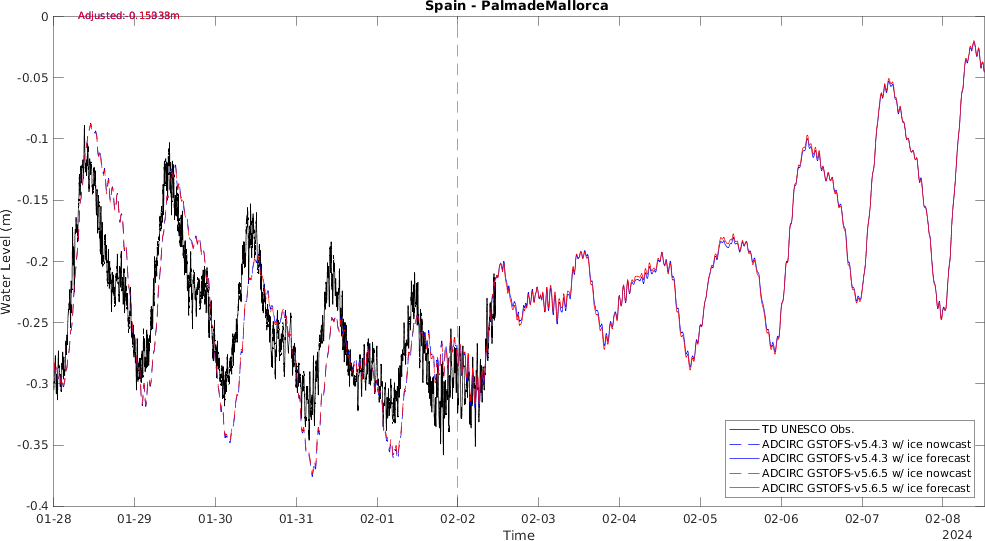 Spain - PalmadeMallorca
0
-0.05
-0.1
-0.15
-0.2
-0.25
-0.3
-0.35
-0.4
Water Level (m)
01-28 01-29 01-30 01-31 02-01 02-02 02-03 02-04 02-05 02-06 02-07 02-08
2024
Time
TD UNESCO Obs.
ADCIRC GSTOFS-v5.4.3 w/ ice nowcast
ADCIRC GSTOFS-v5.4.3 w/ ice forecast
ADCIRC GSTOFS-v5.6.5 w/ ice nowcast
ADCIRC GSTOFS-v5.6.5 w/ ice forecast